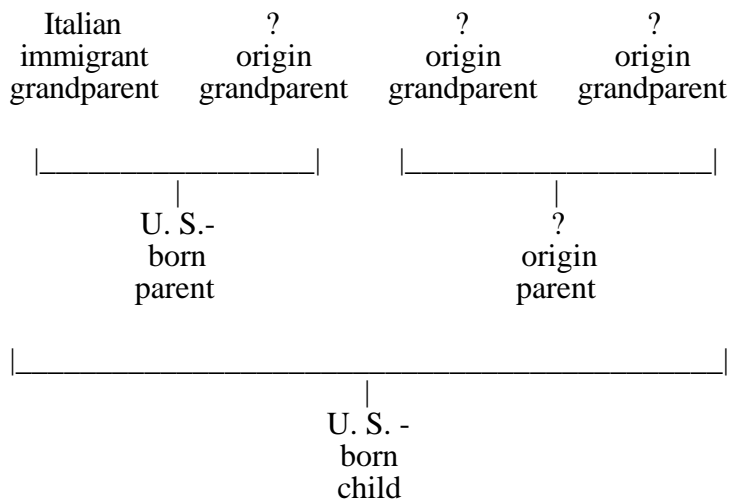 Italian ? ? ?
immigrant origin origin origin
grandparent grandparent grandparent grandparent
U. S.- ?
born origin
parent parent
U. S. -
born
child